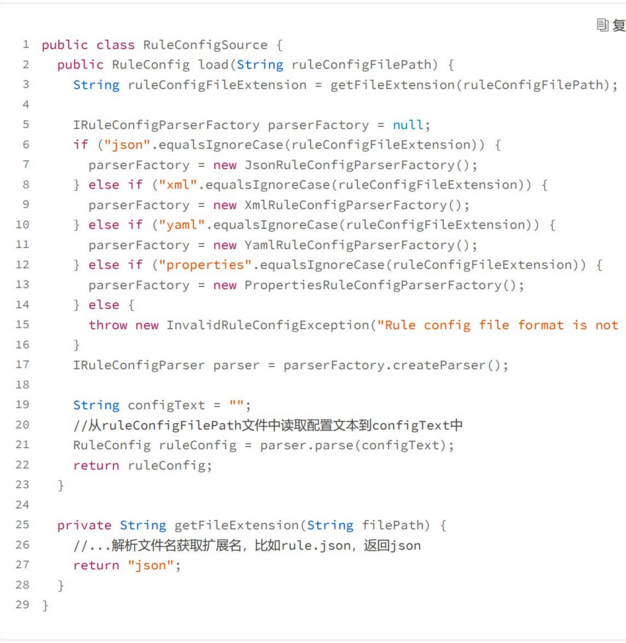 复
1 public class RuleConfigSource {
2 public RuleConfig load(String ruleConfigFilePath) {
3 String ruleConfigFileExtension = getFileExtension(ruleConfigFilePath);
4
5 IRuleConfigParserFactory parserFactory = null;
6 if ("json".equalsIgnoreCase(ruleConfigFileExtension)) {
7 parserFactory = new JsonRuleConfigParserFactory();
8 } else if ("xml".equalsIgnoreCase(ruleConfigFileExtension)) {
9 parserFactory = new XmlRuleConfigParserFactory();
10 } else if ("yaml".equalsIgnoreCase(ruleConfigFileExtension)) {
11 parserFactory = new YamlRuleConfigParserFactory();
12 } else if ("properties".equalsIgnoreCase(ruleConfigFileExtension)) {
13 parserFactory = new PropertiesRuleConfigParserFactory();
14 } else {
15 throw new InvalidRuleConfigException("Rule config file format is not
16 }
17 IRuleConfigParser parser = parserFactory.createParser();
18
19 String configText = "";
20 //从ruleConfigFilePath文件中读取配置文本到configText中
21 RuleConfig ruleConfig = parser.parse(configText);
22 return ruleConfig;
23 }
24
25 private String getFileExtension(String filePath) {
26 //...解析文件名获取扩展名，比如rule.json，返回json
27 return "json";
28 }
29 }